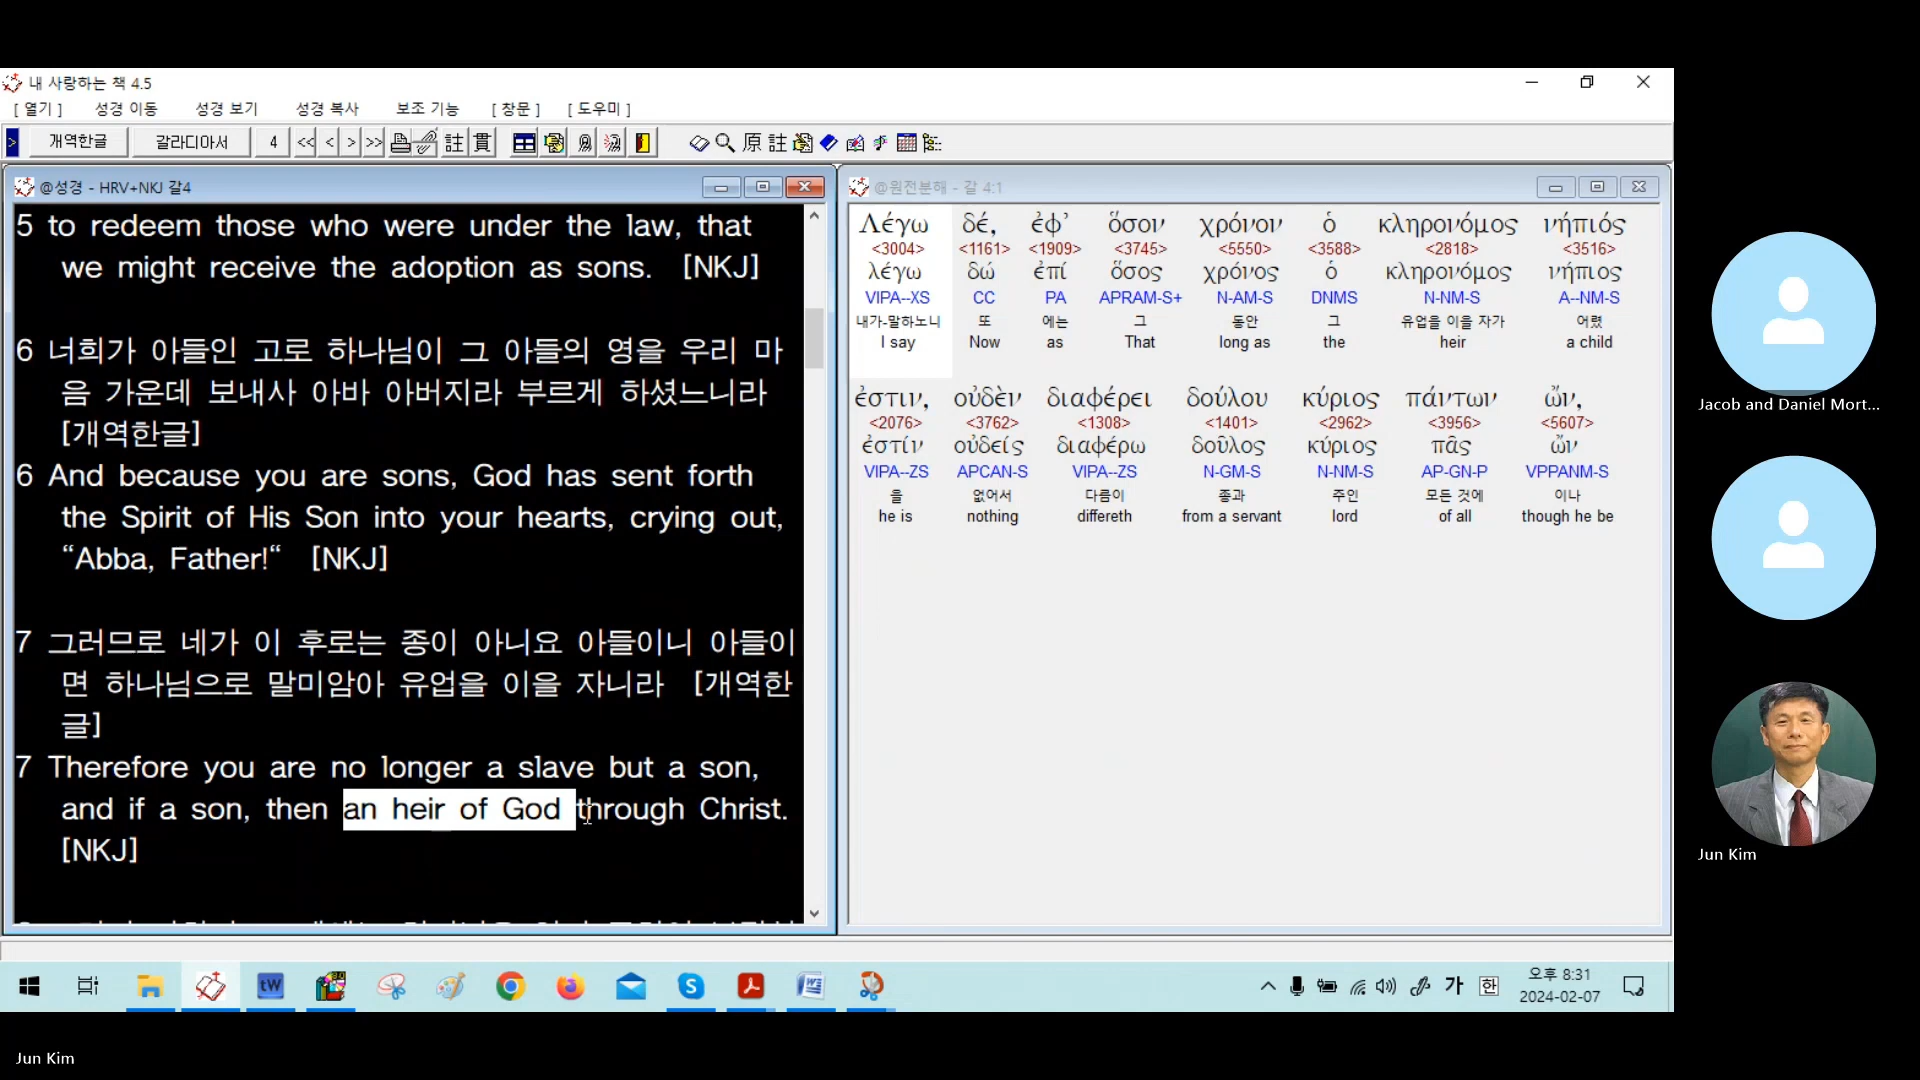 내 사랑하는 책 4.5
[ 열기 ] 성경 이동 성경 보기 성경 복사 보조 기능 [ 창문 ] [ 도우미 ]
> 개역한글 갈라디아서 4 << < > >> 註 貫 原 註
@성경 - HRV+NKJ 갈4
5 to redeem those who were under the law, that
we might receive the adoption as sons. [NKJ]
6 너희가 아들인 고로 하나님이 그 아들의 영을 우리 마
음 가운데 보내사 아바 아버지라 부르게 하셨느니라
[개역한글]
6 And because you are sons, God has sent forth
the Spirit of His Son into your hearts, crying out,
“Abba, Father!“ [NKJ]
7 그러므로 네가 이 후로는 종이 아니요 아들이니 아들이
면 하나님으로 말미암아 유업을 이을 자니라 [개역한
글]
7 Therefore you are no longer a slave but a son,
and if a son, then an heir of God through Christ.
[NKJ]
@원전분해 - 갈 4:1
Λέγω δέ, ἐφ’ ὅσον χρόνον ὁ κληρονόμος νήπιός
<3004> <1161> <1909> <3745> <5550> <3588> <2818> <3516>
λέγω δώ ἐπί ὅσος χρόνος ὁ κληρονόμος νήπιος
VIPA--XS CC PA APRAM-S+ N-AM-S DNMS N-NM-S A--NM-S
내가-말하노니 또 에는 그 동안 그 유업을 이을 자가 어렸
I say Now as That long as the heir a child
ἐστιν, οὐδὲν διαφέρει δούλου κύριος πάντων ὤν,
<2076> <3762> <1308> <1401> <2962> <3956> <5607>
ἐστίν οὐδείς διαφέρω δοῦλος κύριος πᾶς ὤν
VIPA--ZS APCAN-S VIPA--ZS N-GM-S N-NM-S AP-GN-P VPPANM-S
을 없어서 다름이 종과 주인 모든 것에 이나
he is nothing differeth from a servant lord of all though he be
Jacob and Daniel Mort...
Jun Kim
가 한
오후 8:31
2024-02-07
Jun Kim